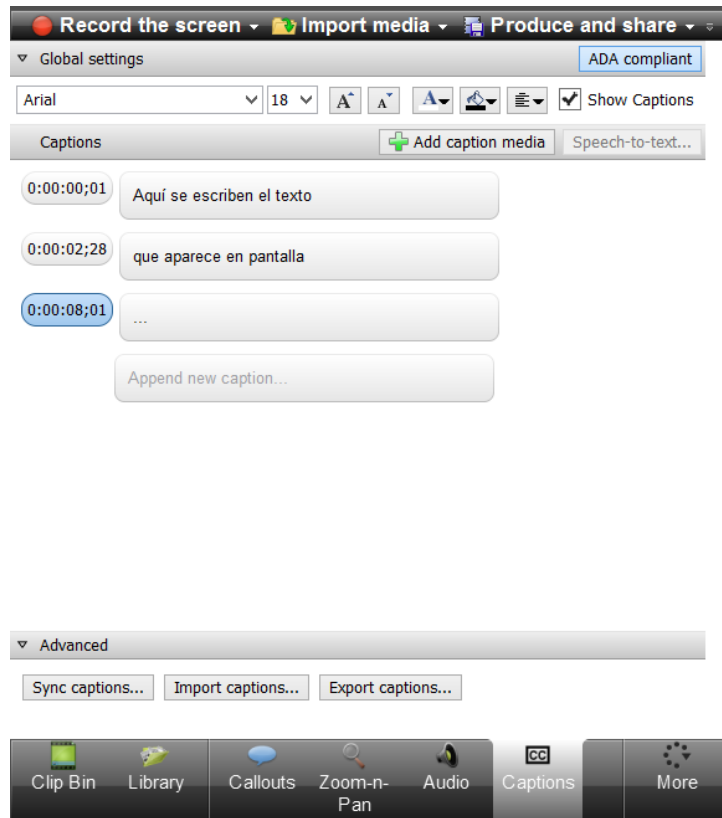 Record the screen Import media Produce and share
Global settings ADA compliant
Arial 18 A A A Show Captions
Captions Add caption media Speech-to-text...
0:00:00;01 Aquí se escriben el texto
0:00:02;28 que aparece en pantalla
0:00:08;01 ...
Append new caption...
Advanced
Sync captions... Import captions... Export captions...
CC
Clip Bin Library Callouts Zoom-n- Audio Captions More
Pan